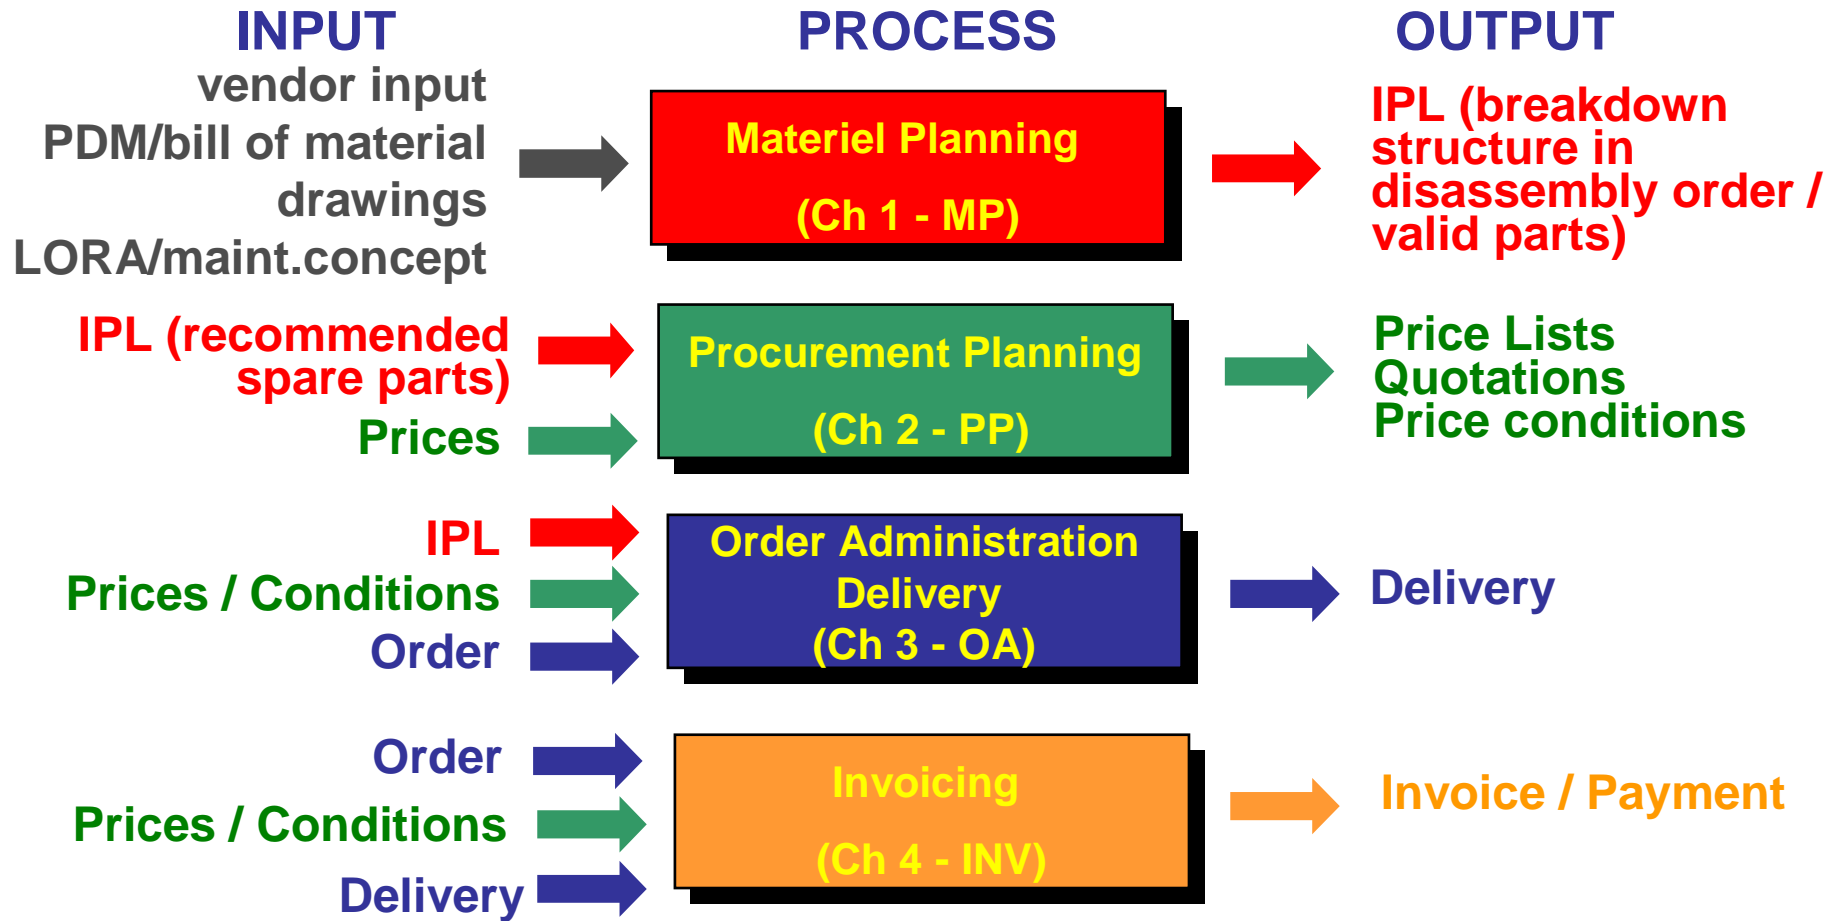 INPUT PROCESS OUTPUT
vendor input
PDM/bill of material
drawings
LORA/maint.concept
Materiel Planning
(Ch 1 - MP)
IPL (breakdown
structure in
disassembly order /
valid parts)
IPL (recommended
spare parts)
Prices
Procurement Planning
(Ch 2 - PP)
Price Lists
Quotations
Price conditions
IPL
Prices / Conditions
Order
Order Administration
Delivery
(Ch 3 - OA)
Delivery
Order
Prices / Conditions
Delivery
Invoicing
(Ch 4 - INV)
Invoice / Payment